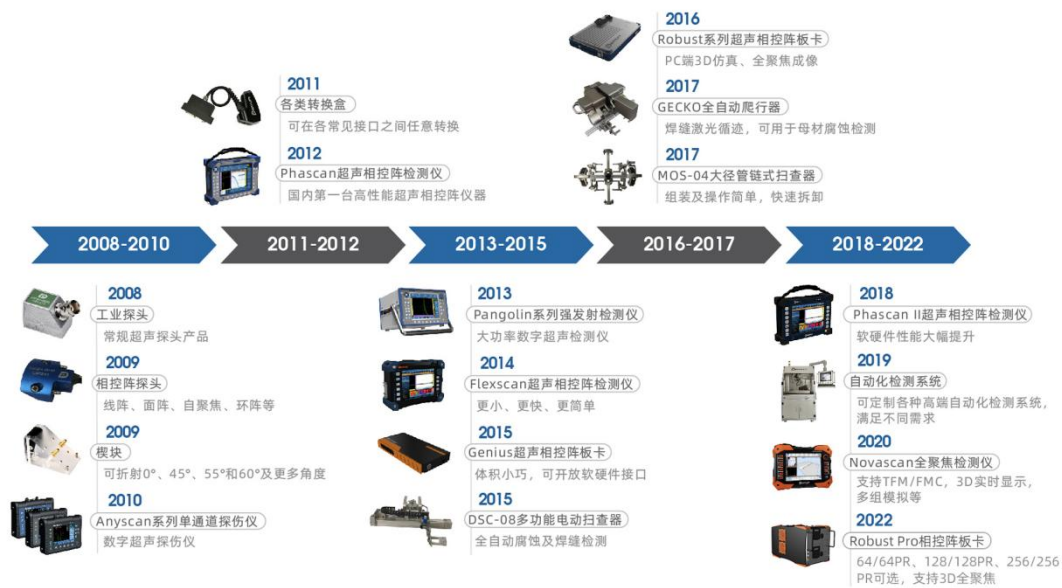 2011
各类转换盒
可在各常见接口之间任意转换
2012
Phascan超声相控阵检测仪
国内第一台高性能超声相控阵仪器
2016
Robust系列超声相控阵板卡
PC端3D仿真、全聚焦成像
2017
GECKO全自动爬行器
焊缝激光循迹，可用于母材腐蚀检测
2017
MOS-04大径管链式扫查器
组装及操作简单，快速拆卸
2008-2010
2011-2012
2013-2015
2016-2017
2018-2022
2008
工业探头
常规超声探头产品
2009
相控阵探头
线阵、面阵、自聚焦、环阵等
2009
楔块
可折射0°、45°、55°和60°及更多角度
2010
Anyscan系列单通道探伤仪
数字超声探伤仪
2013
Pangolin系列强发射检测仪
大功率数字超声检测仪
2014
Flexscan超声相控阵检测仪
更小、更快、更简单
2015
Genius超声相控阵板卡
体积小巧，可开放软硬件接口
2015
DSC-08多功能电动扫查器
全自动腐蚀及焊缝检测
2018
Phascan II超声相控阵检测仪
软硬件性能大幅提升
2019
自动化检测系统
可定制各种高端自动化检测系统，
满足不同需求
2020
Novascan全聚焦检测仪
支持TFM/FMC，3D实时显示，
多组模拟等
2022
Robust Pro相控阵板卡
64/64PR、128/128PR、256/256
PR可选，支持3D全聚焦